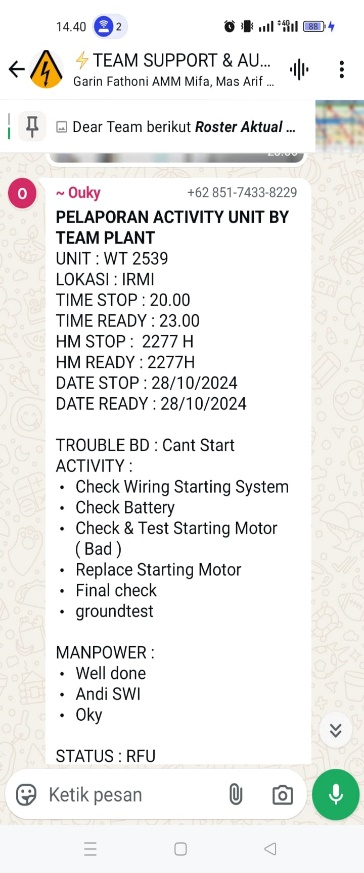 14.40 2 4G 88
⚡TEAM SUPPORT & AU...
Garin Fathoni AMM Mifa, Mas Arif ...
Dear Team berikut Roster Aktual ...
~ Ouky +62 851-7433-8229
O
PELAPORAN ACTIVITY UNIT BY
TEAM PLANT
UNIT : WT 2539
LOKASI : IRMI
TIME STOP : 20.00
TIME READY : 23.00
HM STOP :  2277 H
HM READY : 2277H
DATE STOP : 28/10/2024
DATE READY : 28/10/2024
TROUBLE BD : Cant Start
ACTIVITY :
• Check Wiring Starting System
• Check Battery
• Check & Test Starting Motor
( Bad )
• Replace Starting Motor
• Final check
• groundtest
MANPOWER :
• Well done
• Andi SWI
• Oky
STATUS : RFU
Ketik pesan